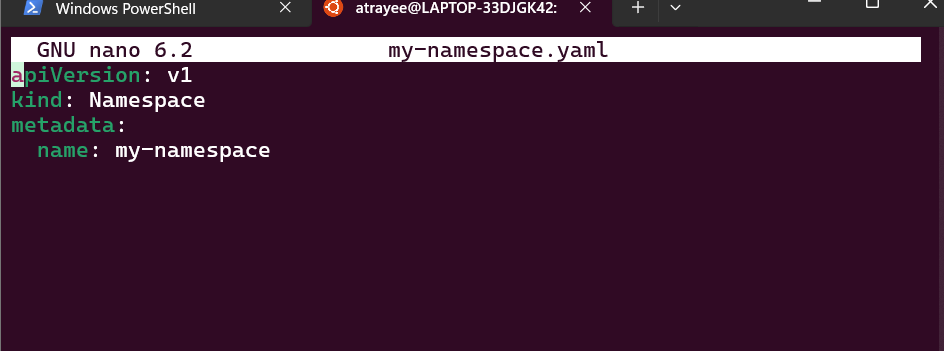 Windows PowerShell
atrayee@LAPTOP-33DJGK42:
GNU nano 6.2 my-namespace.yaml
apiVersion: v1
kind: Namespace
metadata:
  name: my-namespace